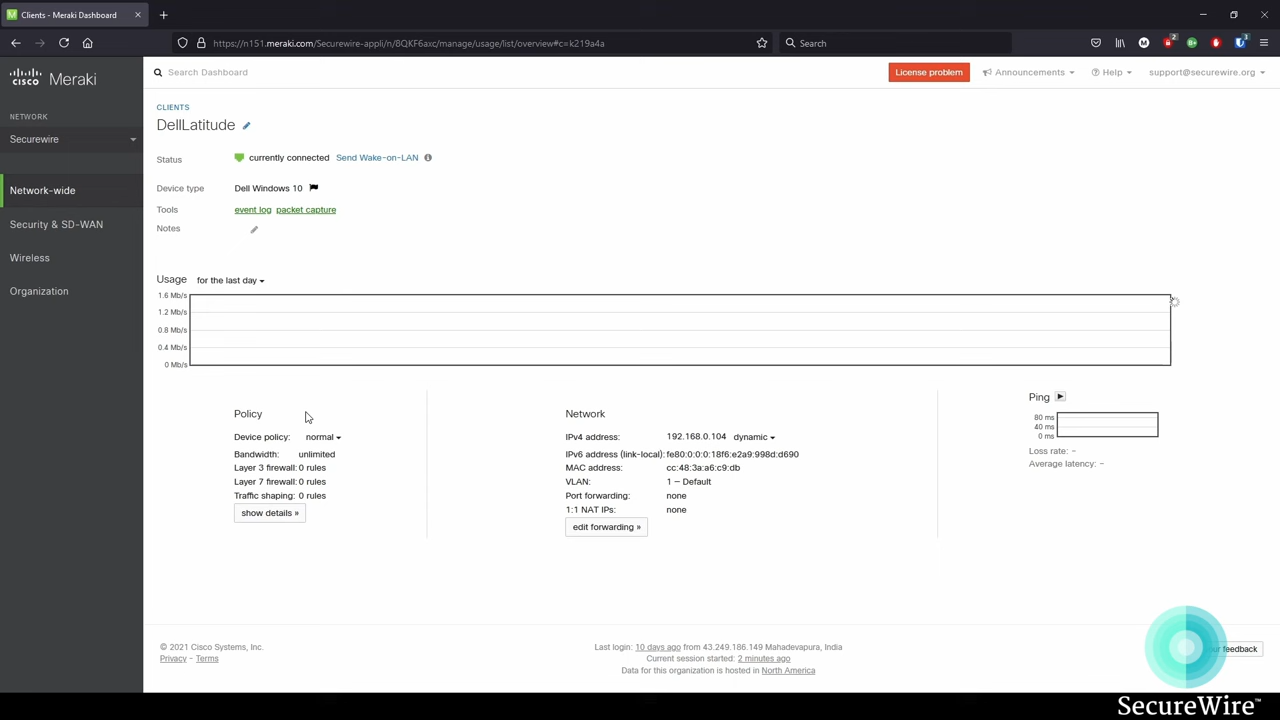 Clients - Meraki Dashboard
https://n151.meraki.com/Securewire-appli/n/8QKF6axc/manage/usage/list/overview#c=k219a4a
Search
2
3
CISCO Meraki
Search Dashboard
License problem
Announcements
Help
support@securewire.org
NETWORK
Securewire
Network-wide
Security & SD-WAN
Wireless
Organization
CLIENTS
DellLatitude
Status currently connected Send Wake-on-LAN
Device type Dell Windows 10
Tools event log packet capture
Notes
Usage for the last day
1.6 Mb/s
1.2 Mb/s
0.8 Mb/s
0.4 Mb/s
0 Mb/s
Policy
Device policy: normal
Bandwidth: unlimited
Layer 3 firewall: 0 rules
Layer 7 firewall: 0 rules
Traffic shaping: 0 rules
show details »
Network
IPv4 address: 192.168.0.104 dynamic
IPv6 address (link-local): fe80:0:0:0:18f6:e2a9:998d:d690
MAC address: cc:48:3a:a6:c9:db
VLAN: 1 – Default
Port forwarding: none
1:1 NAT IPs: none
edit forwarding »
Ping
80 ms
40 ms
0 ms
Loss rate: –
Average latency: –
© 2021 Cisco Systems, Inc.
Privacy - Terms
Last login: 10 days ago from 43.249.186.149 Mahadevapura, India
Current session started: 2 minutes ago
Data for this organization is hosted in North America
feedback
SecureWire™